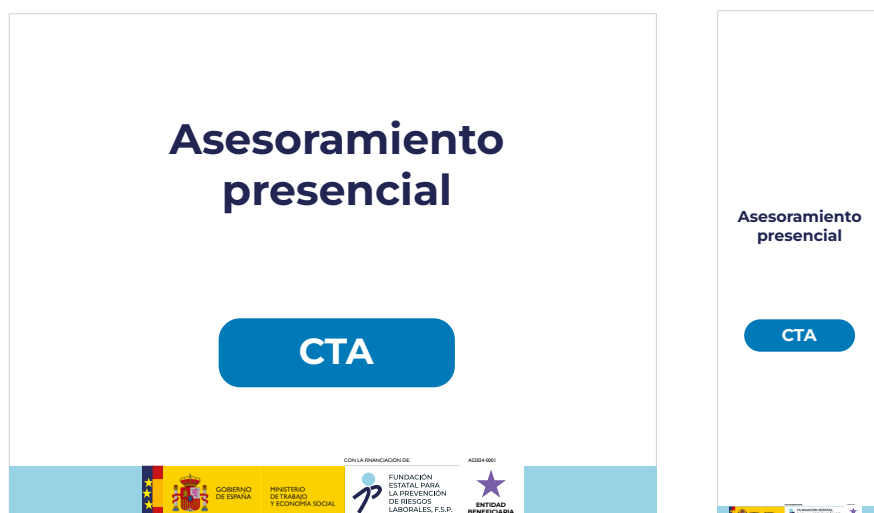 Asesoramiento
presencial
CTA
CON LA FINANCIACIÓN DE:
AS2024-0001
GOBIERNO
DE ESPAÑA
MINISTERIO
DE TRABAJO
Y ECONOMÍA SOCIAL
FUNDACIÓN
ESTATAL PARA
LA PREVENCIÓN
DE RIESGOS
LABORALES, F.S.P.
ENTIDAD
BENEFICIARIA
Asesoramiento
presencial
CTA